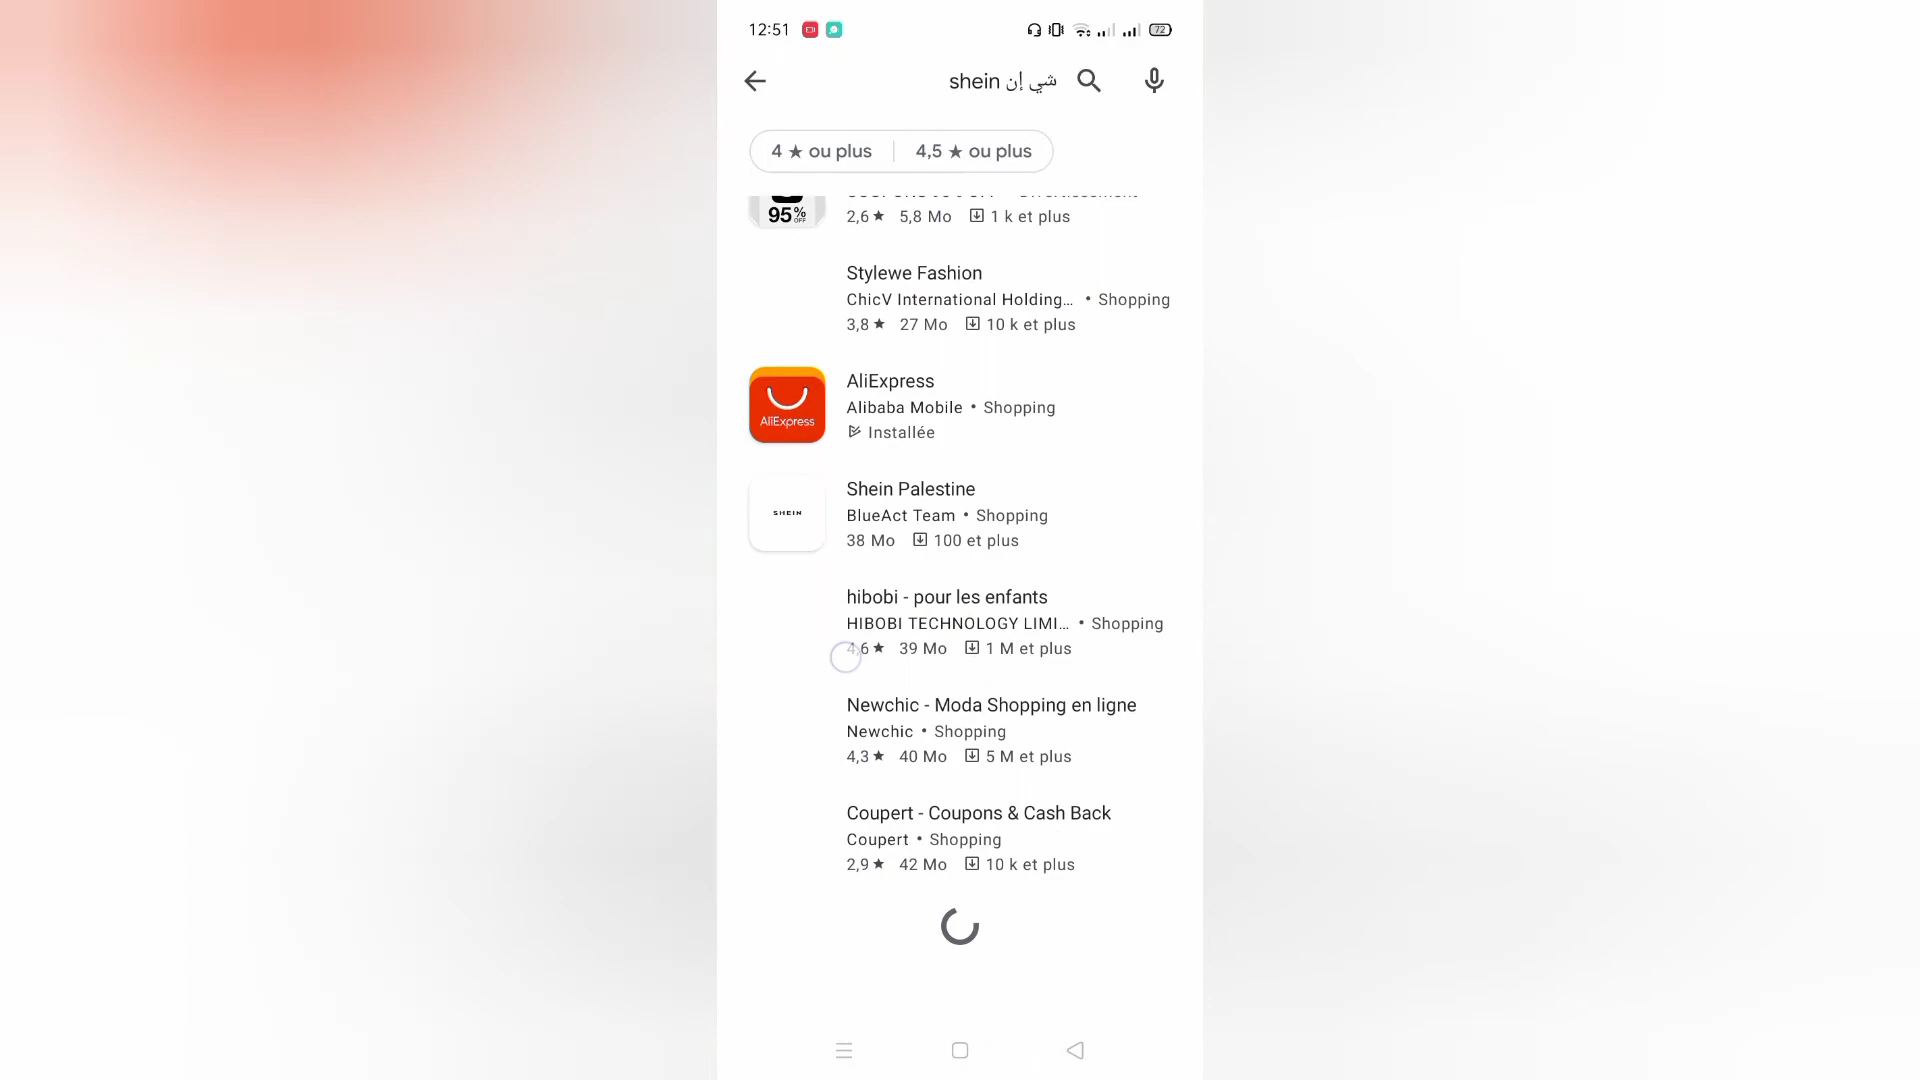 12:51
72
shein شي إن
4 ★ ou plus
4,5 ★ ou plus
95% OFF
2,6★ 5,8 Mo 1 k et plus
Stylewe Fashion
ChicV International Holding… • Shopping
3,8★ 27 Mo 10 k et plus
AliExpress
AliExpress
Alibaba Mobile • Shopping
Installée
SHEIN
Shein Palestine
BlueAct Team • Shopping
38 Mo 100 et plus
hibobi - pour les enfants
HIBOBI TECHNOLOGY LIMI… • Shopping
4,6★ 39 Mo 1 M et plus
Newchic - Moda Shopping en ligne
Newchic • Shopping
4,3★ 40 Mo 5 M et plus
Coupert - Coupons & Cash Back
Coupert • Shopping
2,9★ 42 Mo 10 k et plus